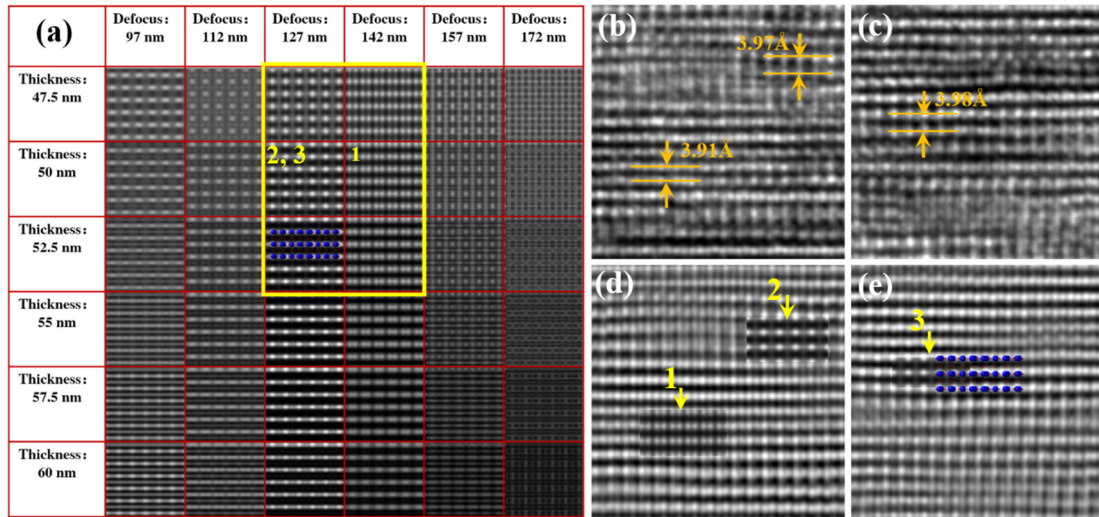 (a)
Defocus: Defocus: Defocus: Defocus: Defocus: Defocus:
97 nm 112 nm 127 nm 142 nm 157 nm 172 nm
Thickness:
47.5 nm
Thickness:
50 nm
2, 3 1
Thickness:
52.5 nm
Thickness:
55 nm
Thickness:
57.5 nm
Thickness:
60 nm
(b)
3.97Å
3.91Å
(c)
3.98Å
(d)
2
1
(e)
3